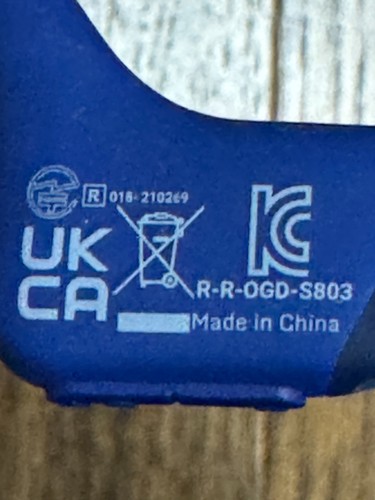 R 018-210269
UK
CA
R-R-OGD-S803
Made in China